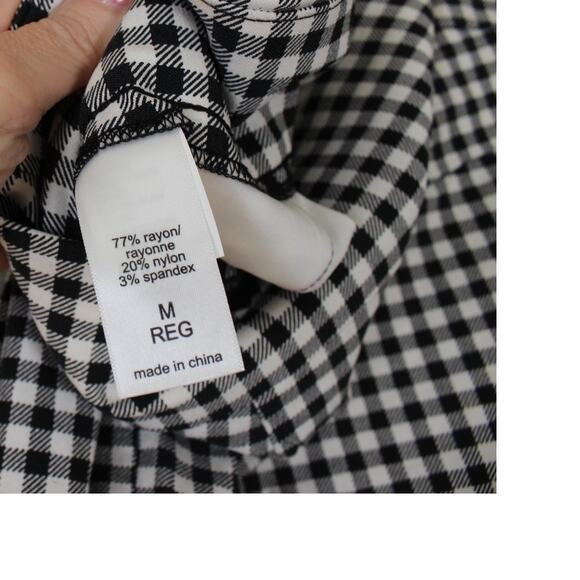 77% rayon/
rayonne
20% nylon
3% spandex
M
REG
made in china